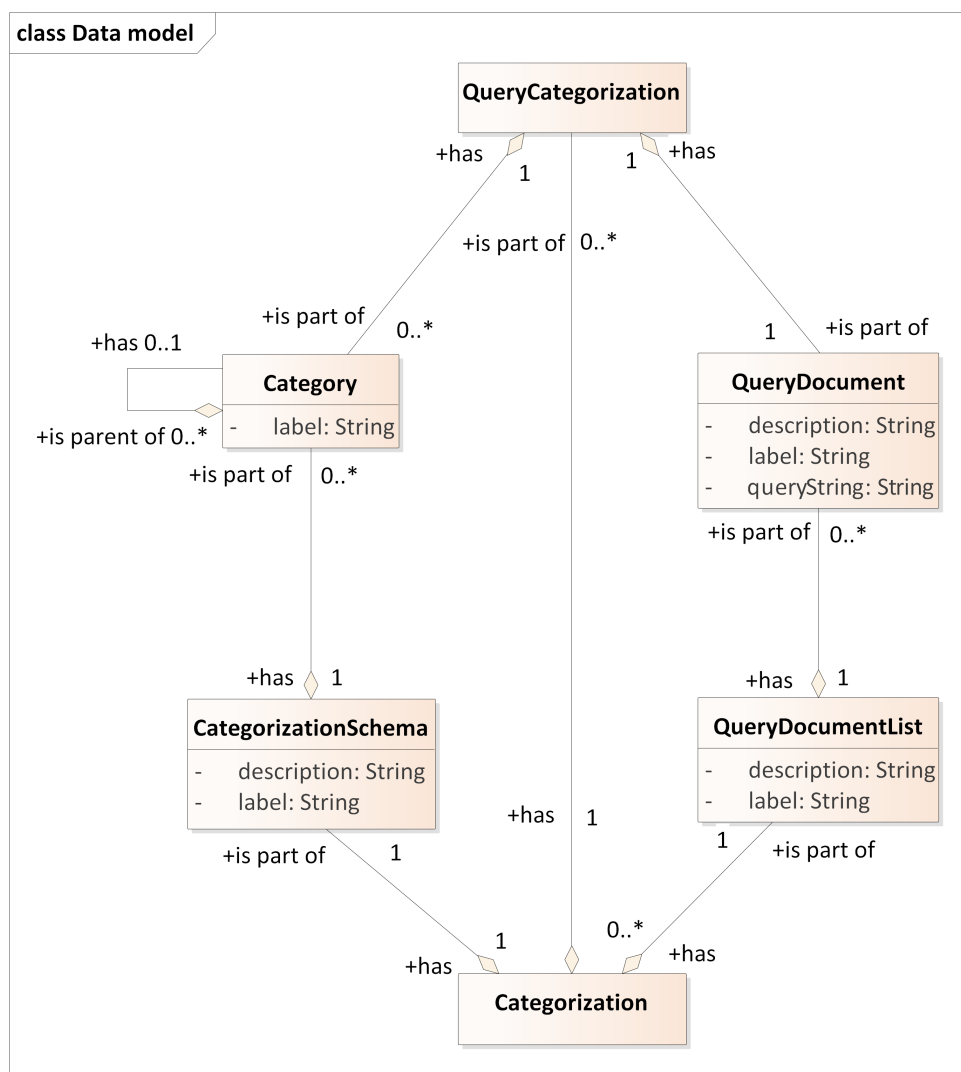 class Data model
QueryCategorization
+has
1
1
+has
+is part of 0..*
+is part of
0..*
1
+is part of
+has 0..1
Category
- label: String
+is parent of 0..*
QueryDocument
- description: String
- label: String
- queryString: String
+is part of 0..*
+is part of 0..*
+has 1
+has 1
CategorizationSchema
- description: String
- label: String
QueryDocumentList
- description: String
- label: String
+has 1
+is part of 1
1
+is part of
1
+has
0..*
+has
Categorization